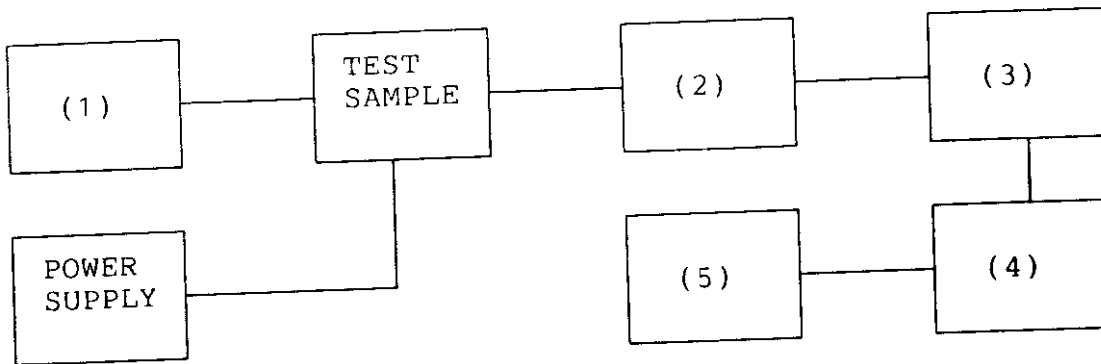 (1)
TEST
SAMPLE
(2)
(3)
POWER
SUPPLY
(5)
(4)